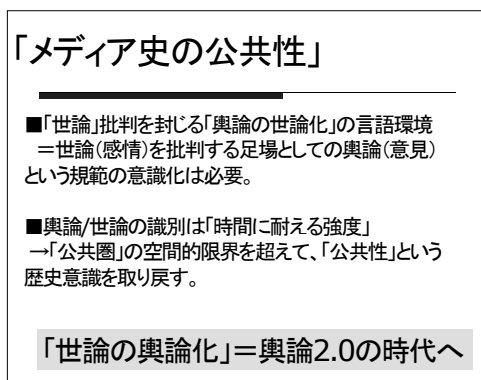 「メディア史の公共性」
■「世論」批判を封じる「輿論の世論化」の言語環境
＝世論(感情)を批判する足場としての輿論(意見)
という規範の意識化は必要。
■輿論/世論の識別は「時間に耐える強度」
→「公共圏」の空間的限界を超えて、「公共性」という
歴史意識を取り戻す。
「世論の輿論化」＝輿論2.0の時代へ